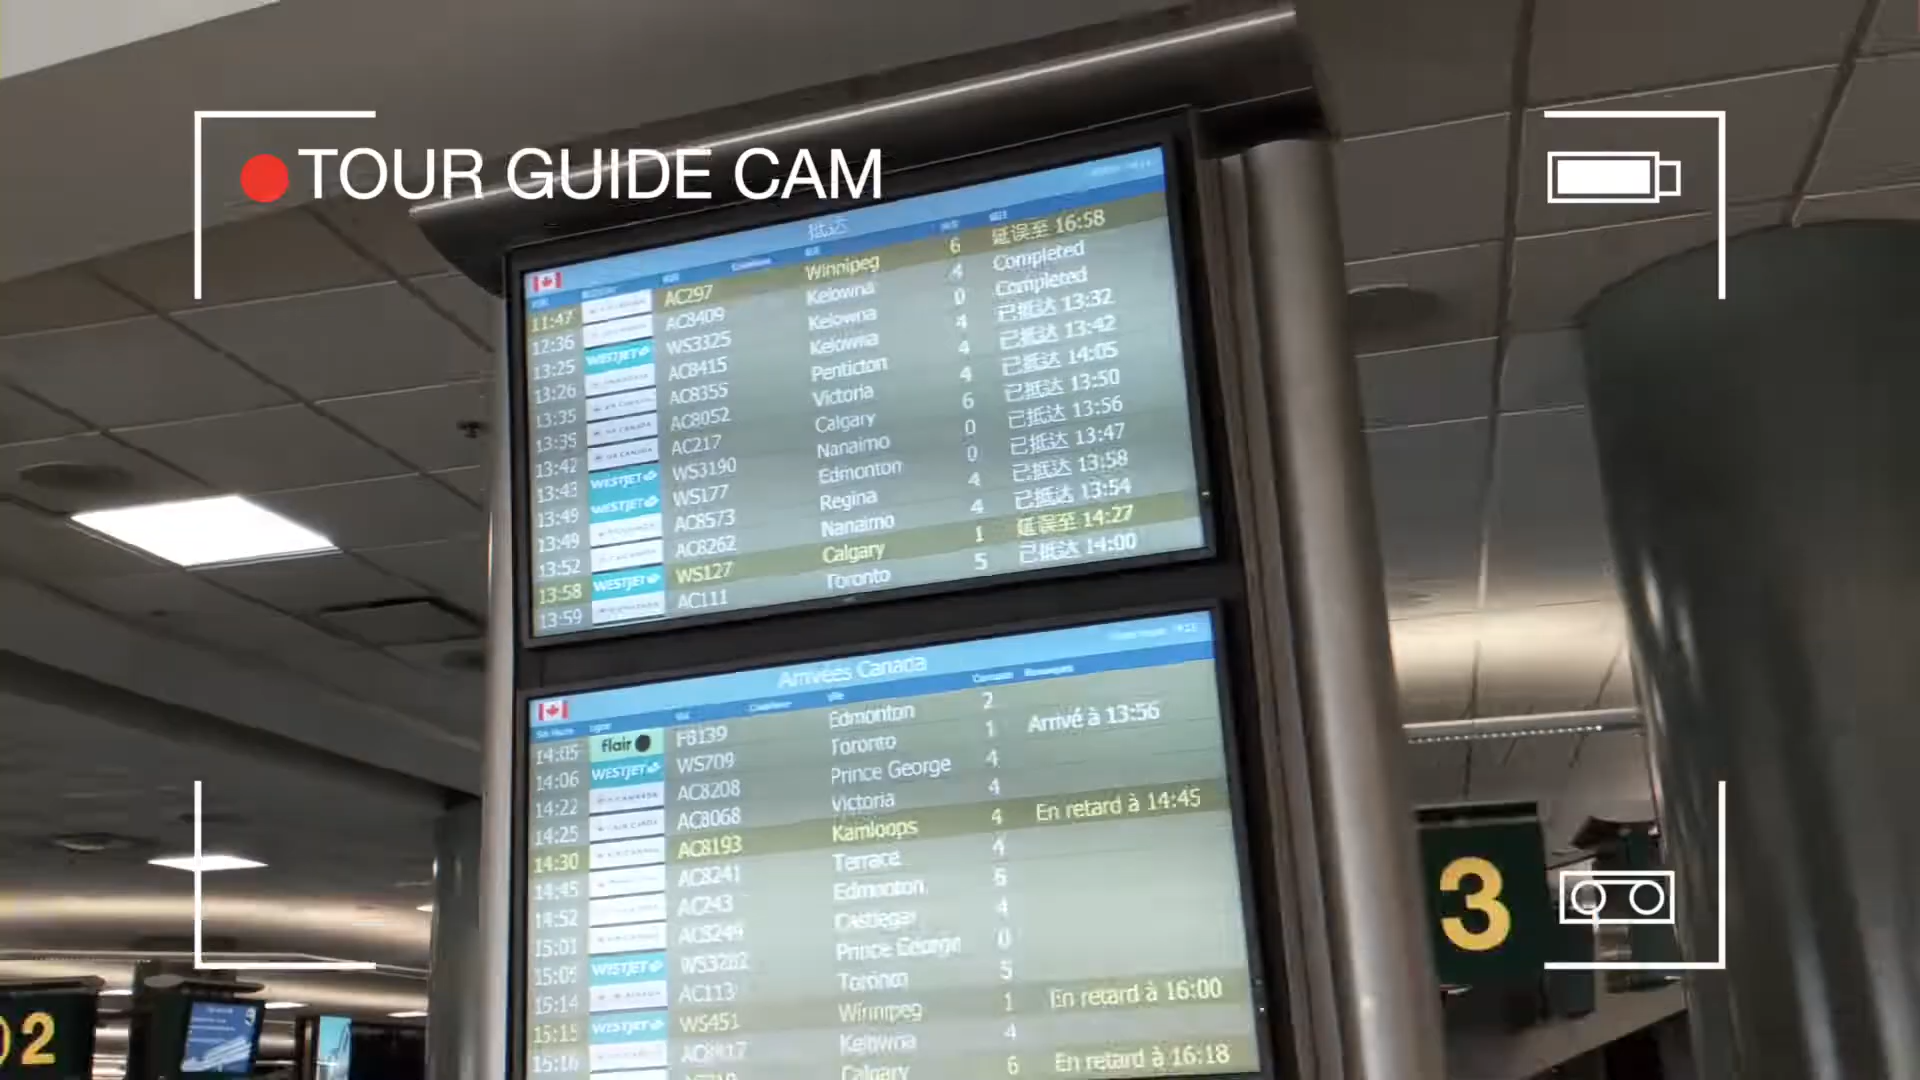 TOUR GUIDE CAM
抵达
11:47 AC297 Winnipeg 6 延误至 16:58
12:36 AC8409 Kelowna 4 Completed
13:25 WESTJET WS3325 Kelowna 0 Completed
13:26 AC8415 Kelowna 4 已抵达 13:32
13:35 AC8355 Penticton 4 已抵达 13:42
13:35 AC8052 Victoria 4 已抵达 14:05
13:42 AC217 Calgary 6 已抵达 13:50
13:43 WESTJET WS3190 Nanaimo 0 已抵达 13:56
13:49 WESTJET WS177 Edmonton 0 已抵达 13:47
13:49 AC8573 Regina 4 已抵达 13:58
13:52 AC8262 Nanaimo 4 已抵达 13:54
13:58 WESTJET WS127 Calgary 1 延误至 14:27
13:59 AC111 Toronto 5 已抵达 14:00
Arrivées Canada
14:05 flair F8139 Edmonton 2
14:06 WESTJET WS709 Toronto 1 Arrivé à 13:56
14:22 AC8208 Prince George 4
14:25 AC8068 Victoria 4
14:30 AC8193 Kamloops 4 En retard à 14:45
14:45 AC8241 Terrace 4
14:52 AC243 Edmonton
15:01 AC8249 Castlegar 4
WESTJET Prince George 0
15:14 AC113 Toronto 5
15:15 WESTJET WS451 Winnipeg 1 En retard à 16:00
15:16 Kelowna 4
Calgary 6 En retard à 16:18
3
2